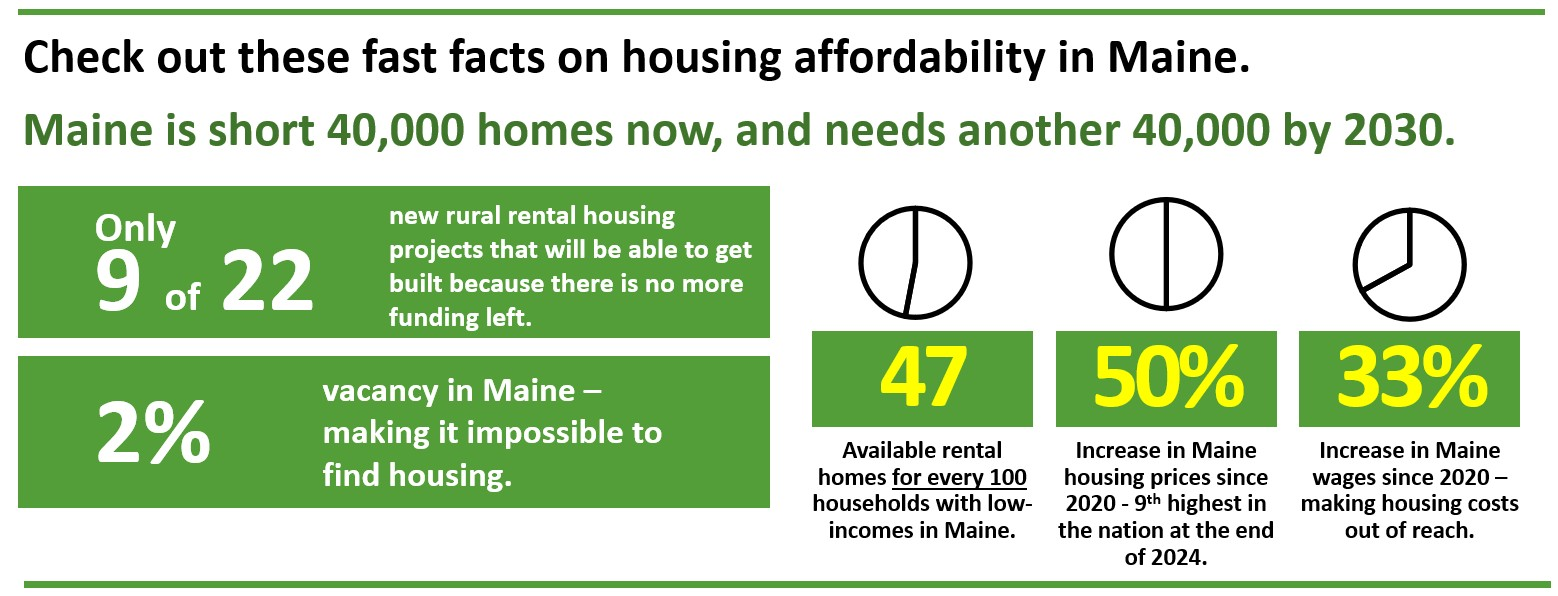 Check out these fast facts on housing affordability in Maine.
Maine is short 40,000 homes now, and needs another 40,000 by 2030.
Only
9 of 22
new rural rental housing
projects that will be able to get
built because there is no more
funding left.
2%
vacancy in Maine –
making it impossible to
find housing.
47
Available rental
homes for every 100
households with low-
incomes in Maine.
50%
Increase in Maine
housing prices since
2020 - 9th highest in
the nation at the end
of 2024.
33%
Increase in Maine
wages since 2020 –
making housing costs
out of reach.